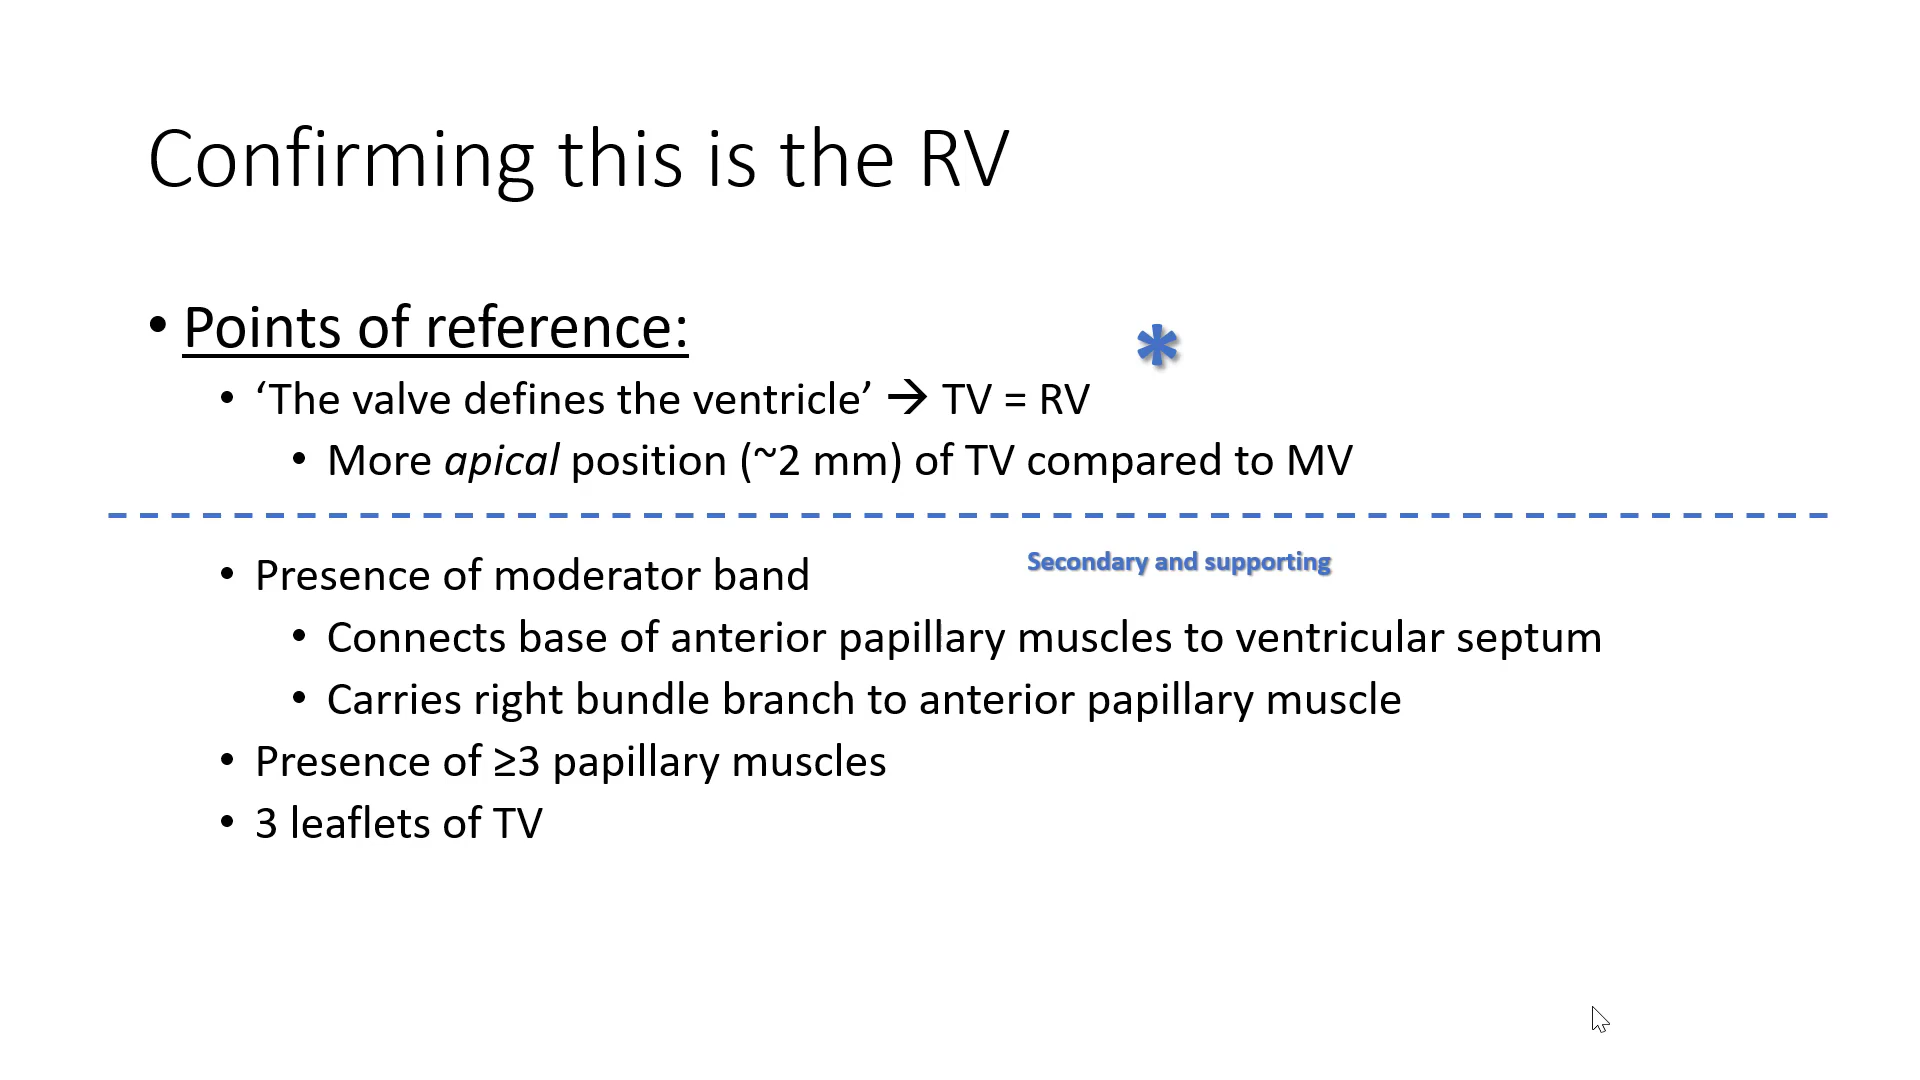 Confirming this is the RV
• Points of reference:
*
• ‘The valve defines the ventricle’ → TV = RV
• More apical position (~2 mm) of TV compared to MV
• Presence of moderator band
Secondary and supporting
• Connects base of anterior papillary muscles to ventricular septum
• Carries right bundle branch to anterior papillary muscle
• Presence of ≥3 papillary muscles
• 3 leaflets of TV